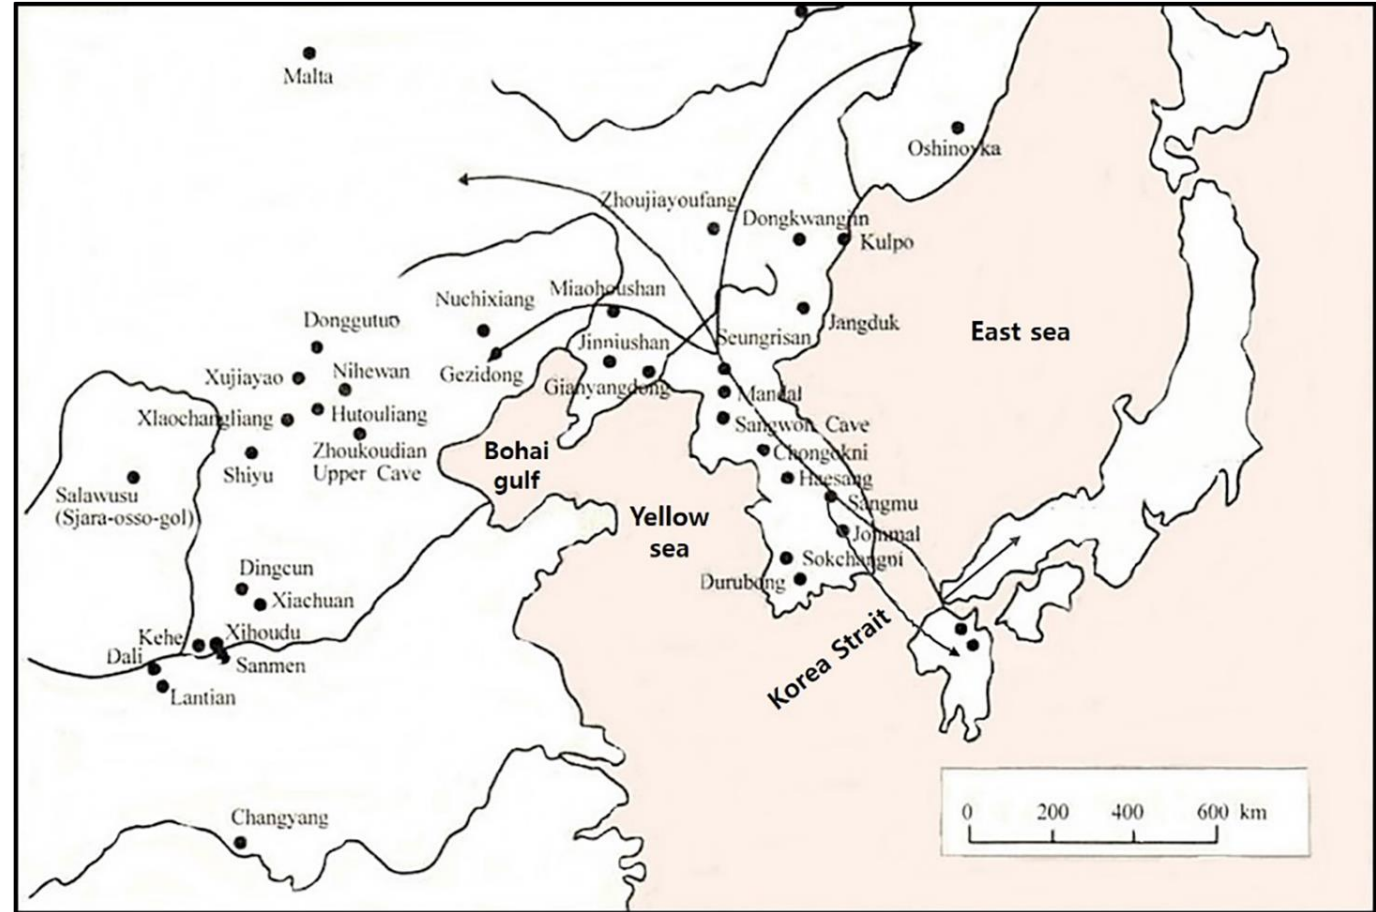 Malta
Oshinovka
Zhoujiayoufang
Dongkwangjin
Kulpo
Nuchixiang
Miaohoushan
Donggutuo
Jangduk
East sea
Jinniushan
Seungrisan
Xujiayao
Nihewan
Gezidong
Gianyangdong
Mandal
Xlaochangliang
Hutouliang
Sangwon Cave
Zhoukoudian
Upper Cave
Bohai
gulf
Chongokni
Shiyu
Haesang
Salawusu
(Sjara-osso-gol)
Sangmu
Yellow
sea
Jommal
Sokchangni
Dingcun
Durubong
Xiachuan
Kehe
Xihoudu
Korea Strait
Dali
Sanmen
Lantian
Changyang
0 200 400 600 km